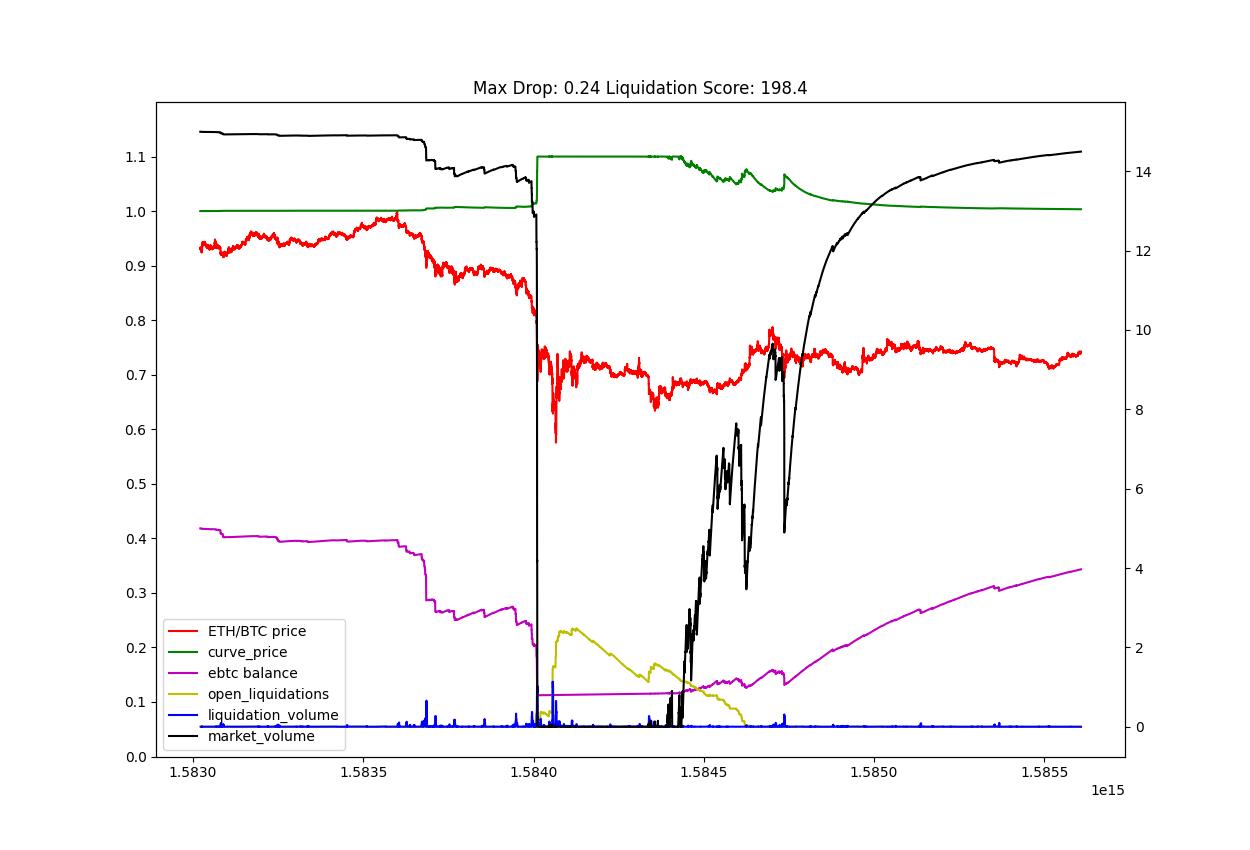 Max Drop: 0.24 Liquidation Score: 198.4
1.1
1.0
0.9
0.8
0.7
0.6
0.5
0.4
0.3
0.2
0.1
0.0
14
12
10
8
6
4
2
0
ETH/BTC price
curve_price
ebtc balance
open_liquidations
liquidation_volume
market_volume
1.5830 1.5835 1.5840 1.5845 1.5850 1.5855
1e15